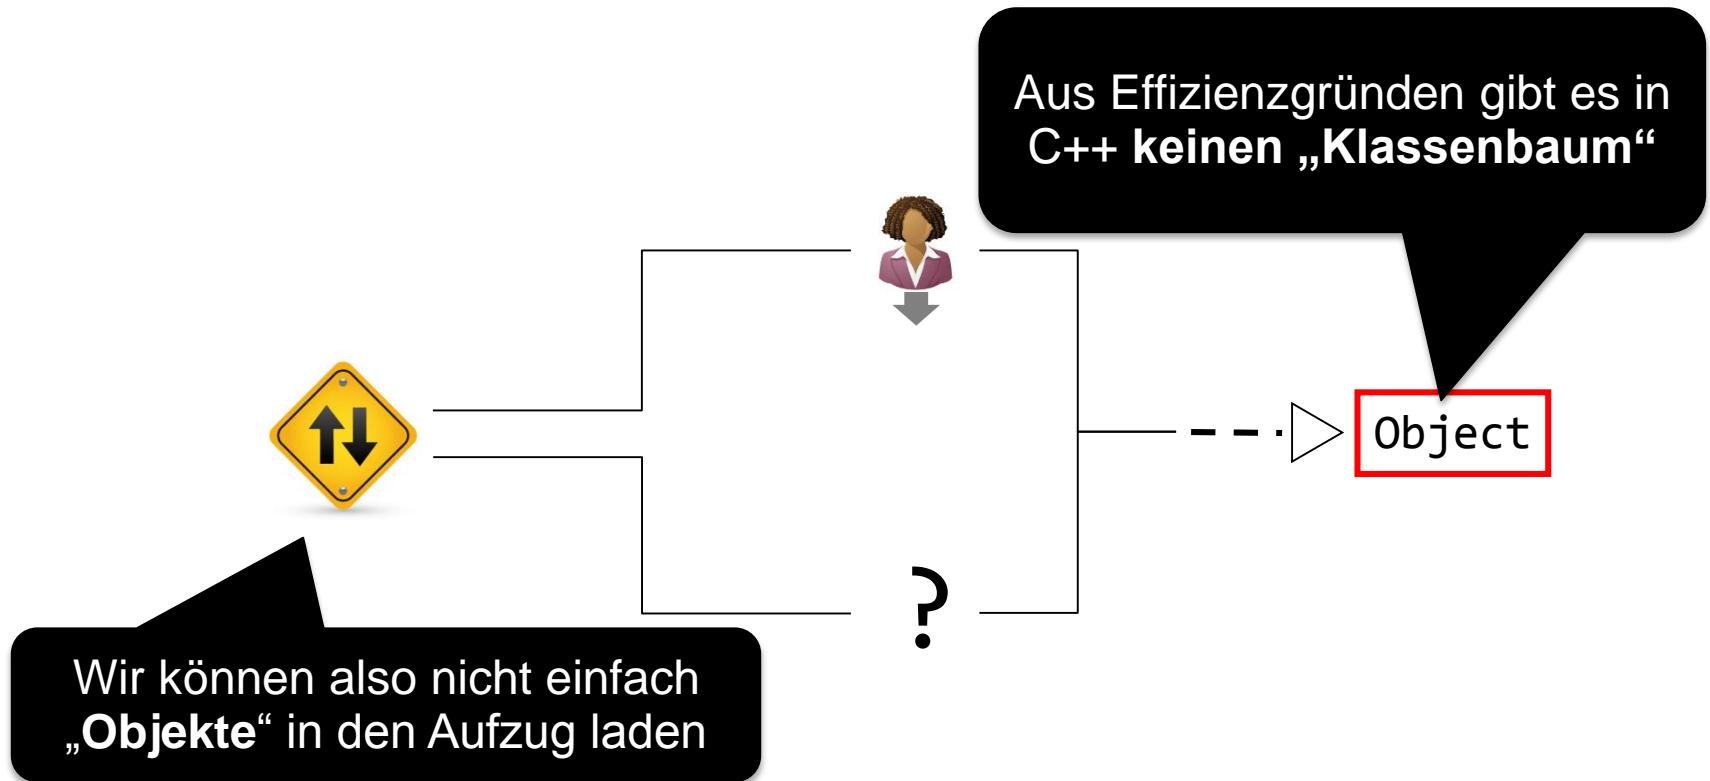 Aus Effizienzgründen gibt es in
C++ keinen „Klassenbaum“
Object
?
Wir können also nicht einfach
„Objekte“ in den Aufzug laden